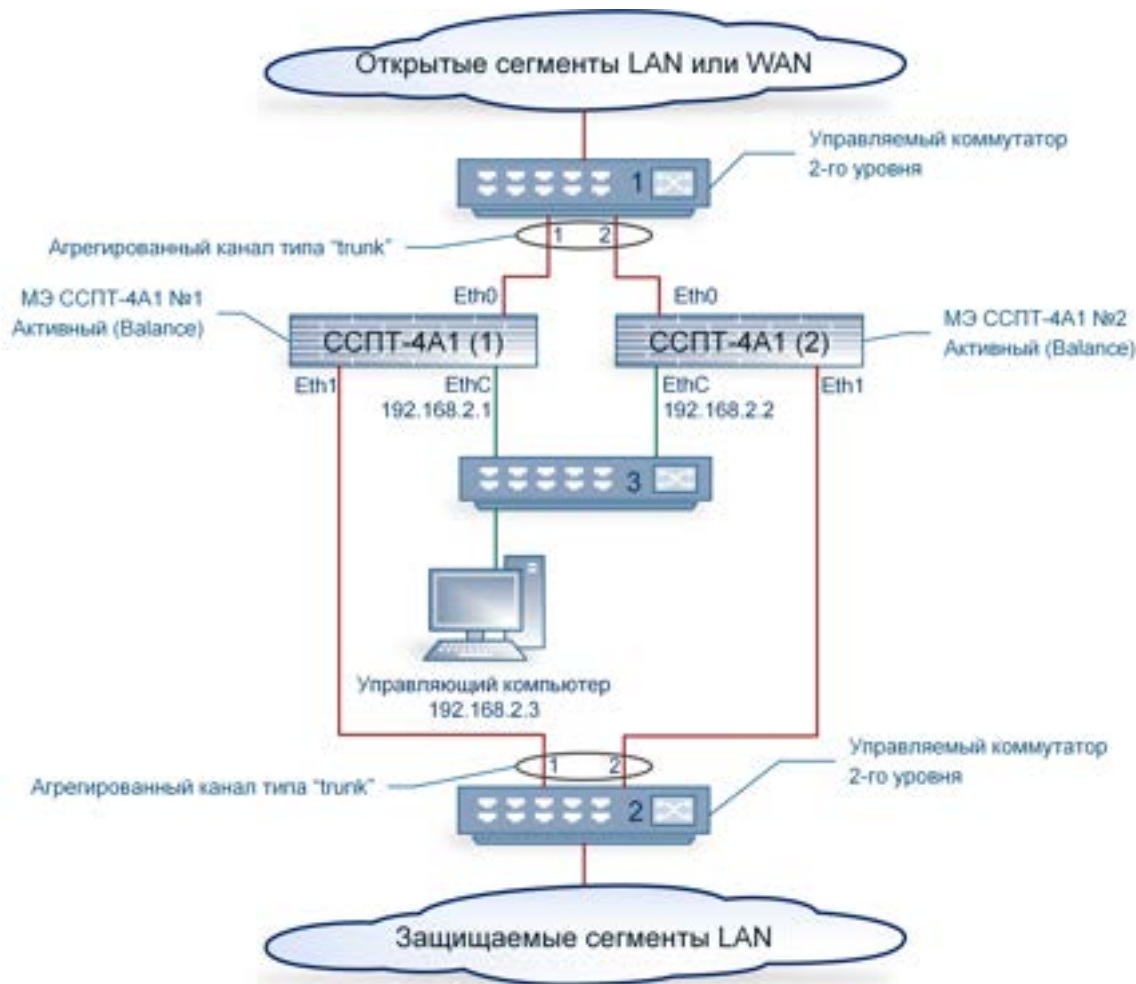 Открытые сегменты LAN или WAN
Управляемый коммутатор
2-го уровня
1
Агрегированный канал типа "trunk"
1 2
МЭ ССПТ-4А1 №1
Активный (Balance)
Eth0
Eth0
МЭ ССПТ-4А1 №2
Активный (Balance)
ССПТ-4А1 (1)
ССПТ-4А1 (2)
Eth1
EthC
192.168.2.1
EthC
192.168.2.2
Eth1
3
Управляющий компьютер
192.168.2.3
Управляемый коммутатор
2-го уровня
Агрегированный канал типа "trunk"
1 2
2
Защищаемые сегменты LAN